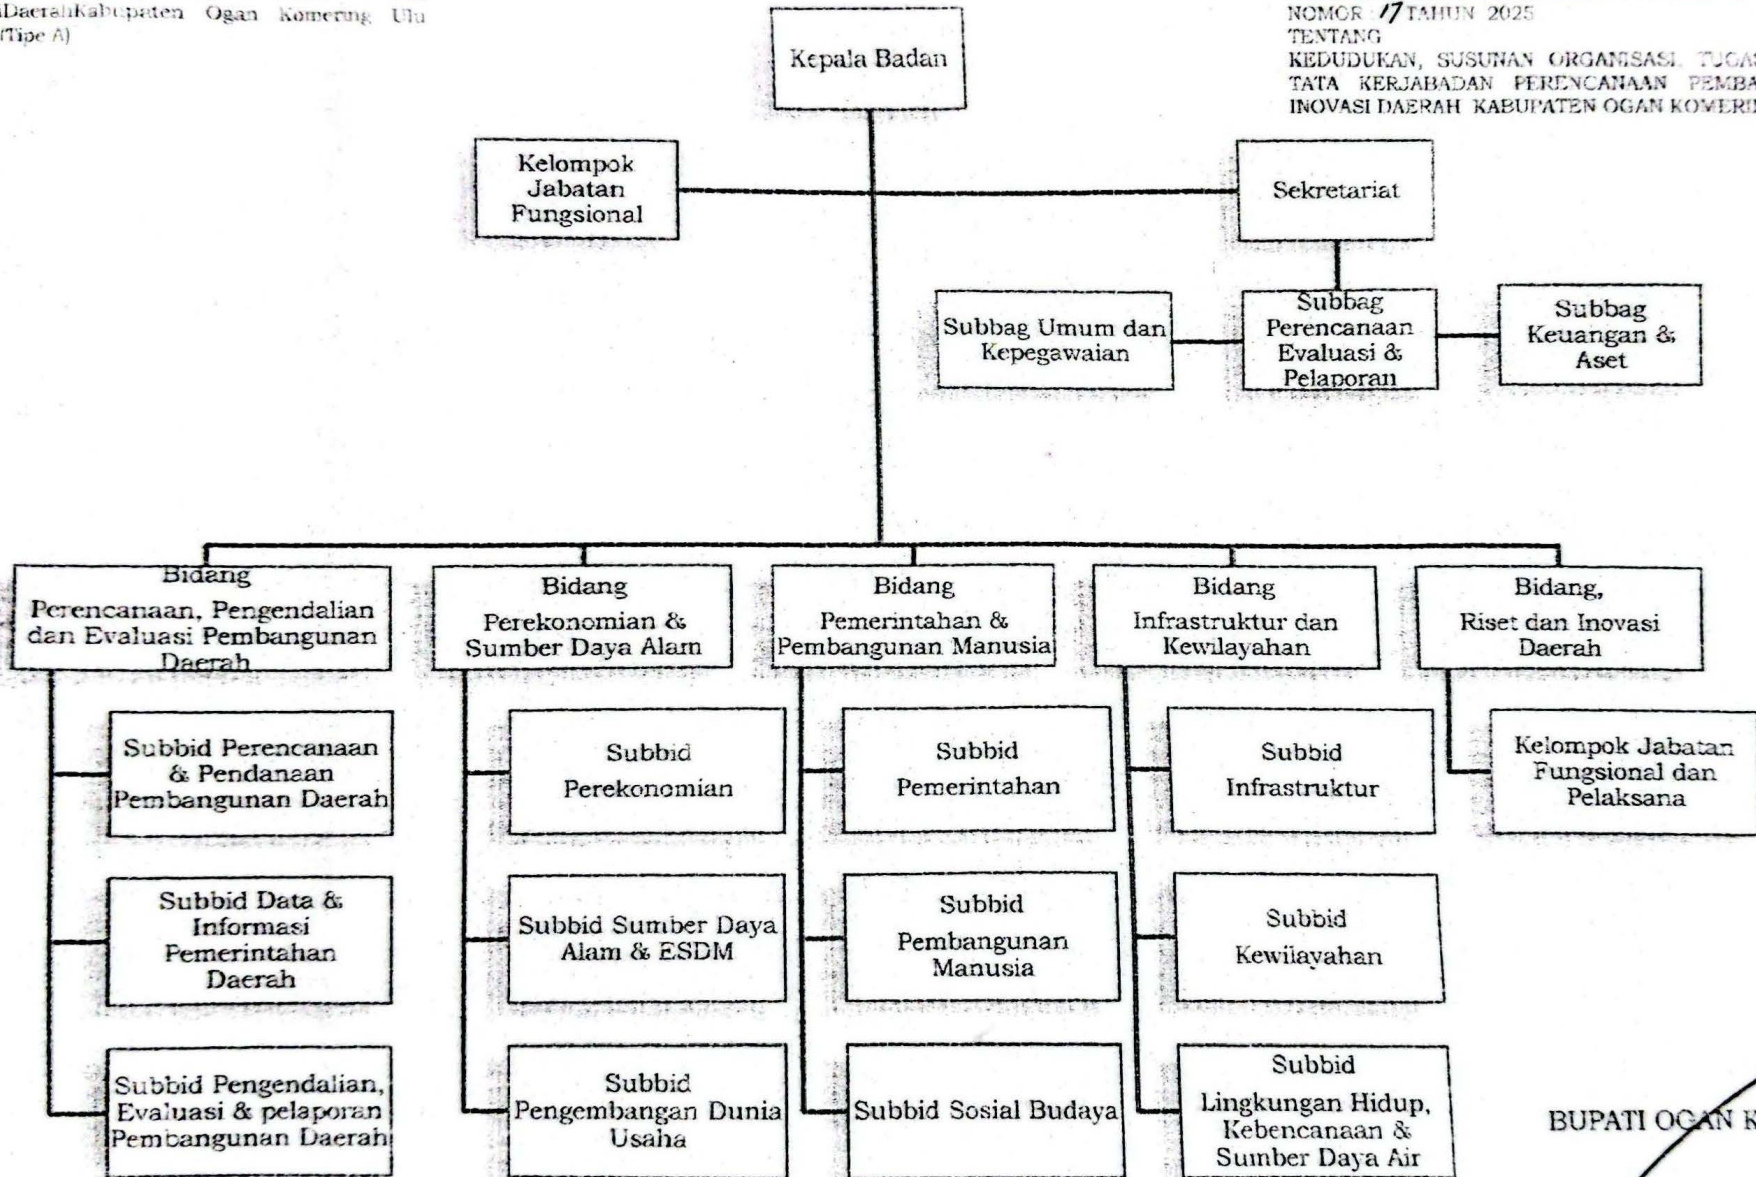 Daerah Kabupaten Ogan Komering Ulu
(Tipe A)
NOMOR 17 TAHUN 2025
TENTANG
KEDUDUKAN, SUSUNAN ORGANISASI, TUGAS
TATA KERJABADAN PERENCANAAN PEMBA
INOVASI DAERAH KABUPATEN OGAN KOMERI
Kepala Badan
Kelompok
Jabatan
Fungsional
Sekretariat
Subbag Umum dan
Kepegawaian
Subbag
Perencanaan
Evaluasi &
Pelaporan
Subbag
Keuangan &
Aset
Bidang
Perencanaan, Pengendalian
dan Evaluasi Pembangunan
Daerah
Bidang
Perekonomian &
Sumber Daya Alam
Bidang
Pemerintahan &
Pembangunan Manusia
Bidang
Infrastruktur dan
Kewilayahan
Bidang,
Riset dan Inovasi
Daerah
Subbid Perencanaan
& Pendanaan
Pembangunan Daerah
Subbid
Perekonomian
Subbid
Pemerintahan
Subbid
Infrastruktur
Kelompok Jabatan
Fungsional dan
Pelaksana
Subbid Data &
Informasi
Pemerintahan
Daerah
Subbid Sumber Daya
Alam & ESDM
Subbid
Pembangunan
Manusia
Subbid
Kewilayahan
Subbid Pengendalian,
Evaluasi & pelaporan
Pembangunan Daerah
Subbid
Pengembangan Dunia
Usaha
Subbid Sosial Budaya
Subbid
Lingkungan Hidup,
Kebencanaan &
Sumber Daya Air
BUPATI OGAN K